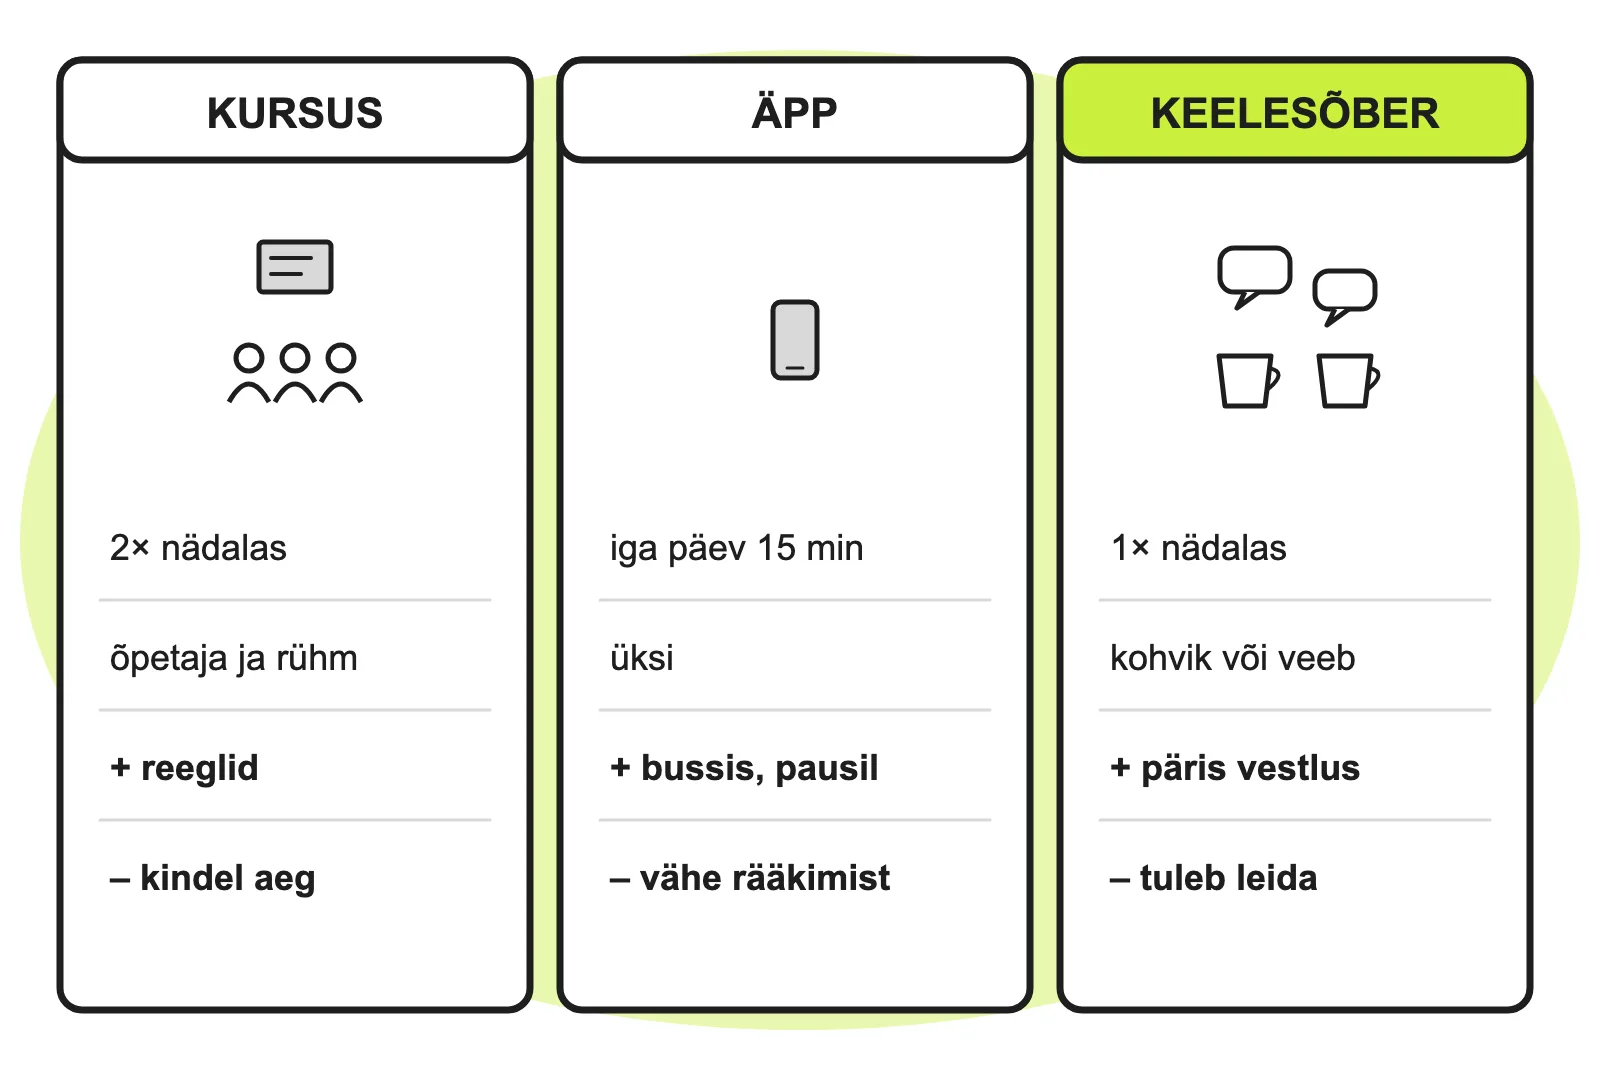 KURSUS
2× nädalas
õpetaja ja rühm
+ reeglid
– kindel aeg
ÄPP
iga päev 15 min
üksi
+ bussis, pausil
– vähe rääkimist
KEELESÕBER
1× nädalas
kohvik või veeb
+ päris vestlus
– tuleb leida